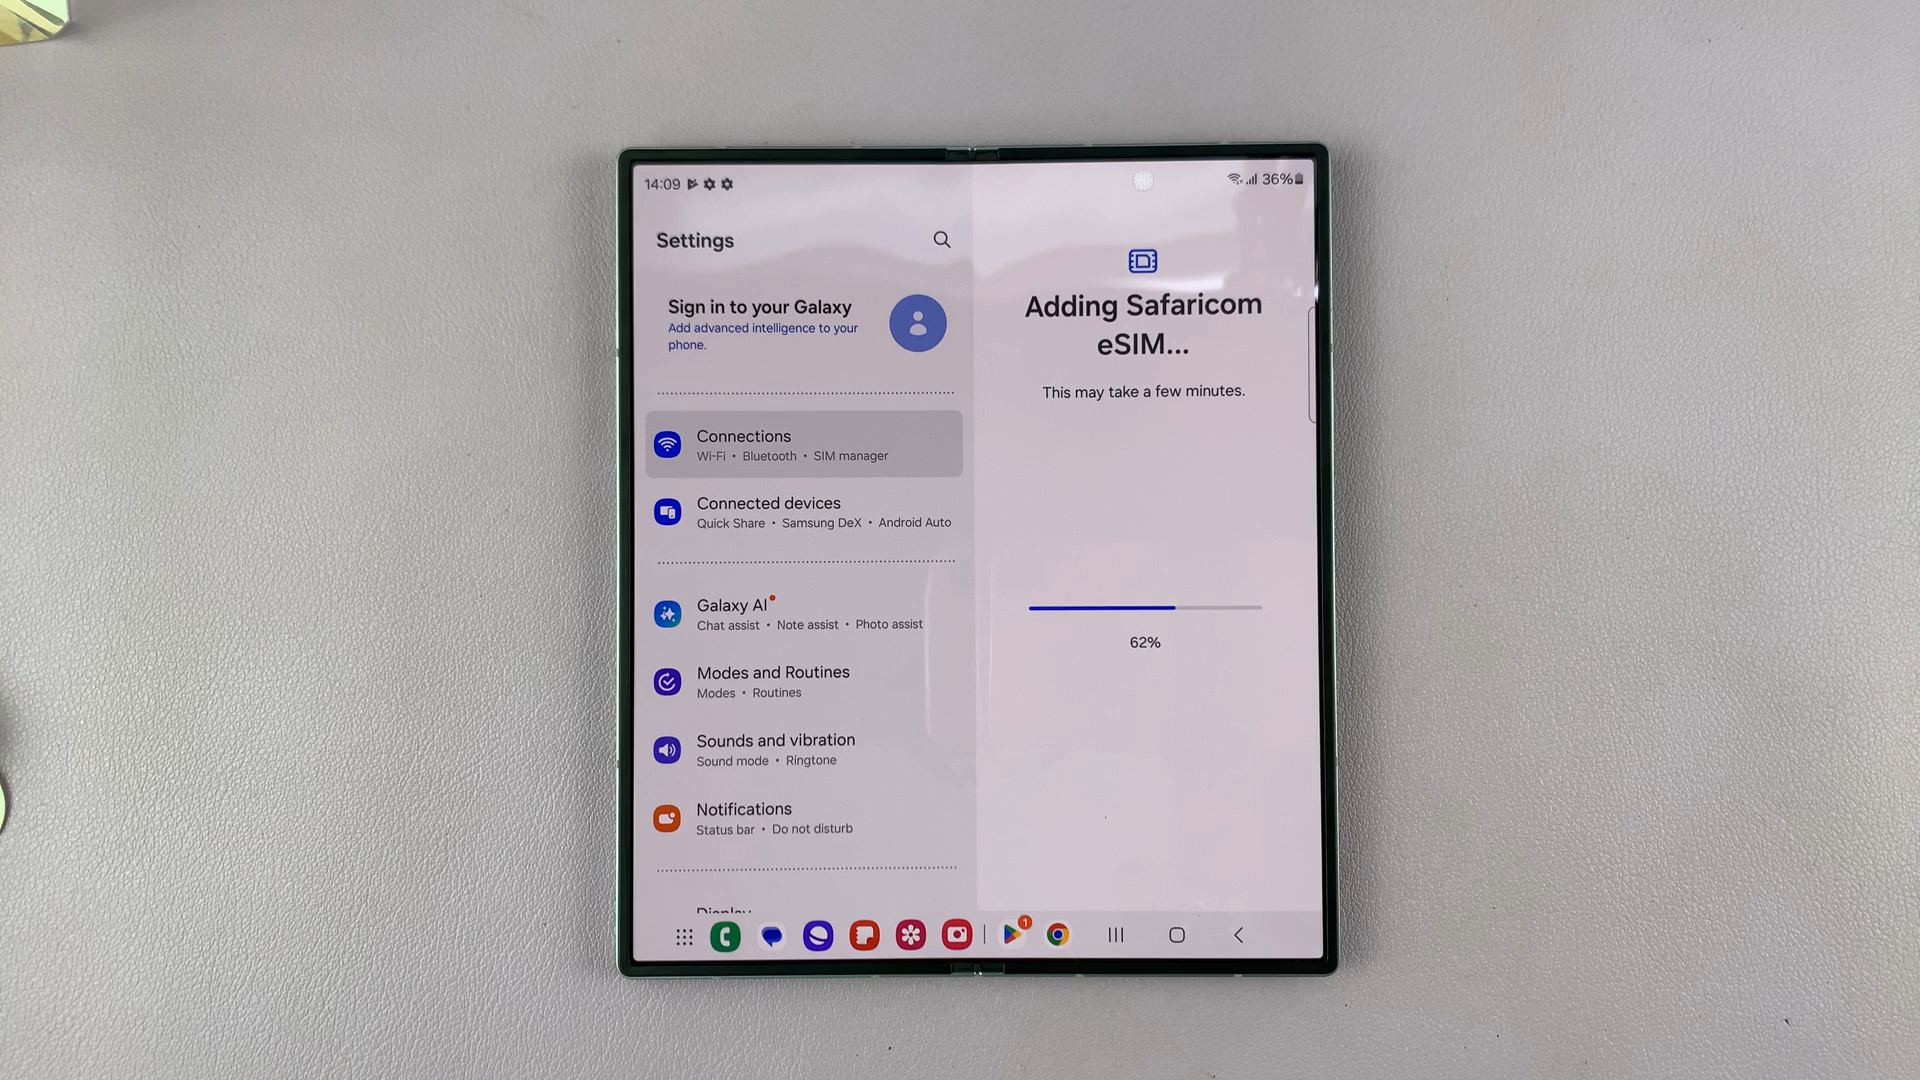 14:09
36%
Settings
Sign in to your Galaxy
Add advanced intelligence to your
phone.
Connections
Wi-Fi • Bluetooth • SIM manager
Connected devices
Quick Share • Samsung DeX • Android Auto
Galaxy AI
Chat assist • Note assist • Photo assist
Modes and Routines
Modes • Routines
Sounds and vibration
Sound mode • Ringtone
Notifications
Status bar • Do not disturb
Display
Adding Safaricom
eSIM...
This may take a few minutes.
62%
1